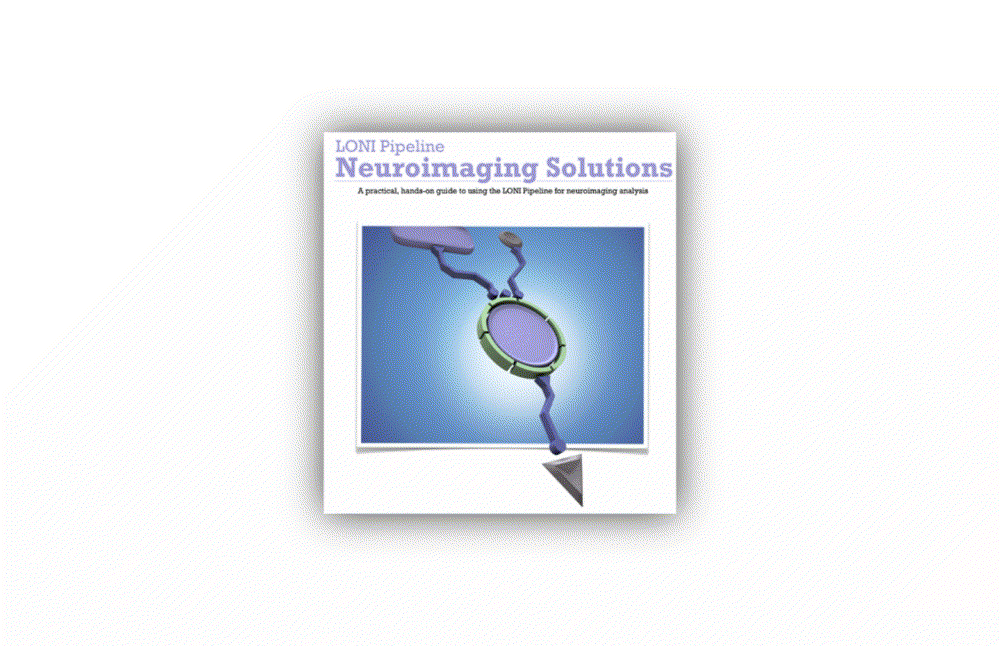 LONI Pipeline
Neuroimaging Solutions
A practical, hands-on guide to using the LONI Pipeline for neuroimaging analysis